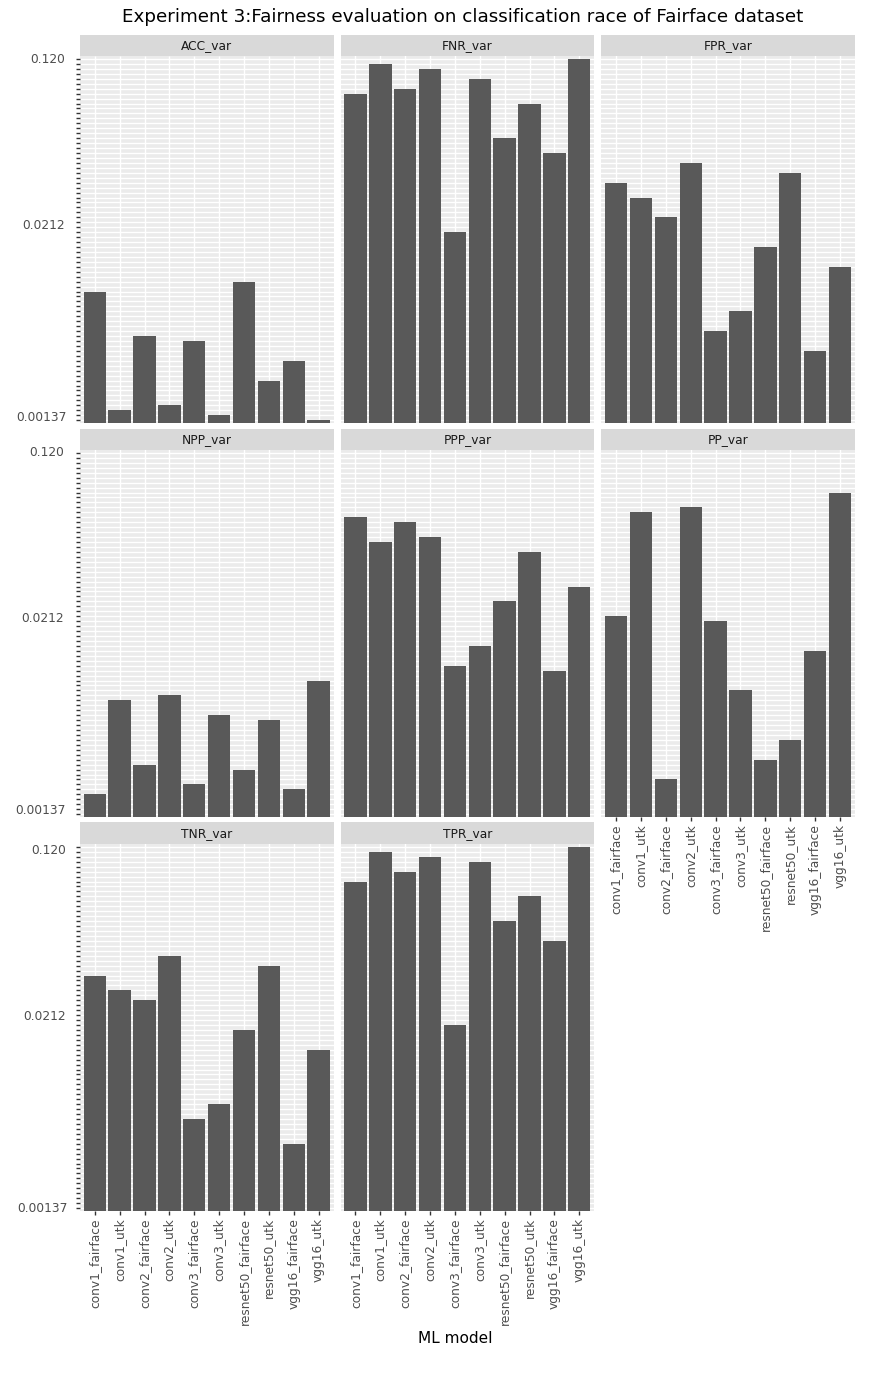 Experiment 3:Fairness evaluation on classification race of Fairface dataset
ACC_var
FNR_var
FPR_var
0.120
0.0212
0.00137
NPP_var
PPP_var
PP_var
0.120
0.0212
0.00137
conv1_fairface
conv1_utk
conv2_fairface
conv2_utk
conv3_fairface
conv3_utk
resnet50_fairface
resnet50_utk
vgg16_fairface
vgg16_utk
TNR_var
TPR_var
0.120
0.0212
0.00137
conv1_fairface
conv1_utk
conv2_fairface
conv2_utk
conv3_fairface
conv3_utk
resnet50_fairface
resnet50_utk
vgg16_fairface
vgg16_utk
conv1_fairface
conv1_utk
conv2_fairface
conv2_utk
conv3_fairface
conv3_utk
resnet50_fairface
resnet50_utk
vgg16_fairface
vgg16_utk
ML model